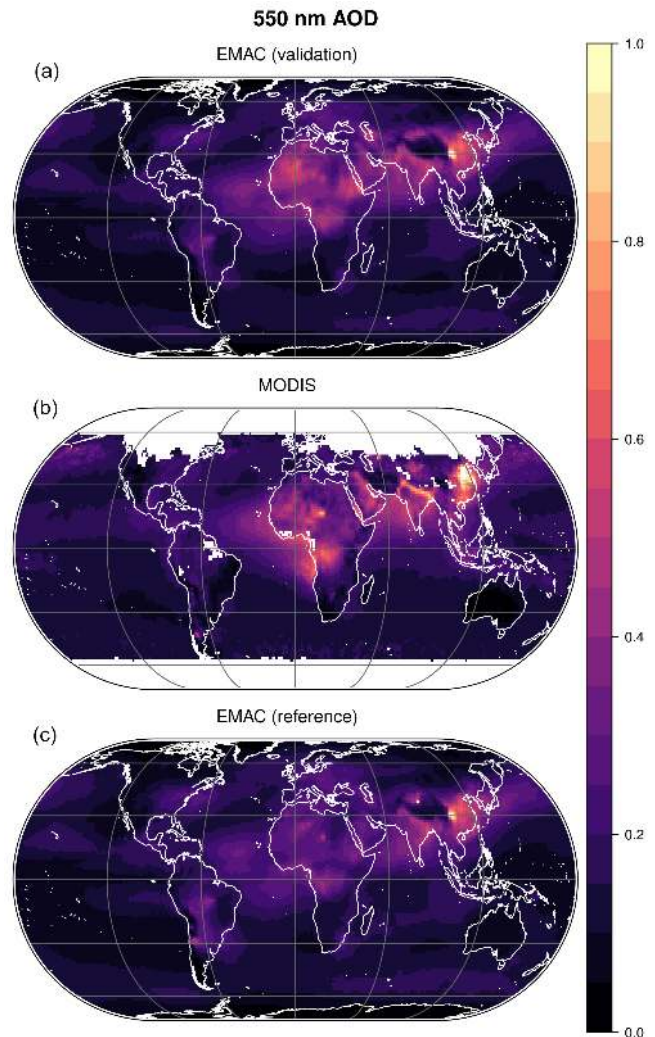 550 nm AOD
EMAC (validation)
(a)
1.0
0.8
MODIS
(b)
0.6
0.4
EMAC (reference)
(c)
0.2
0.0